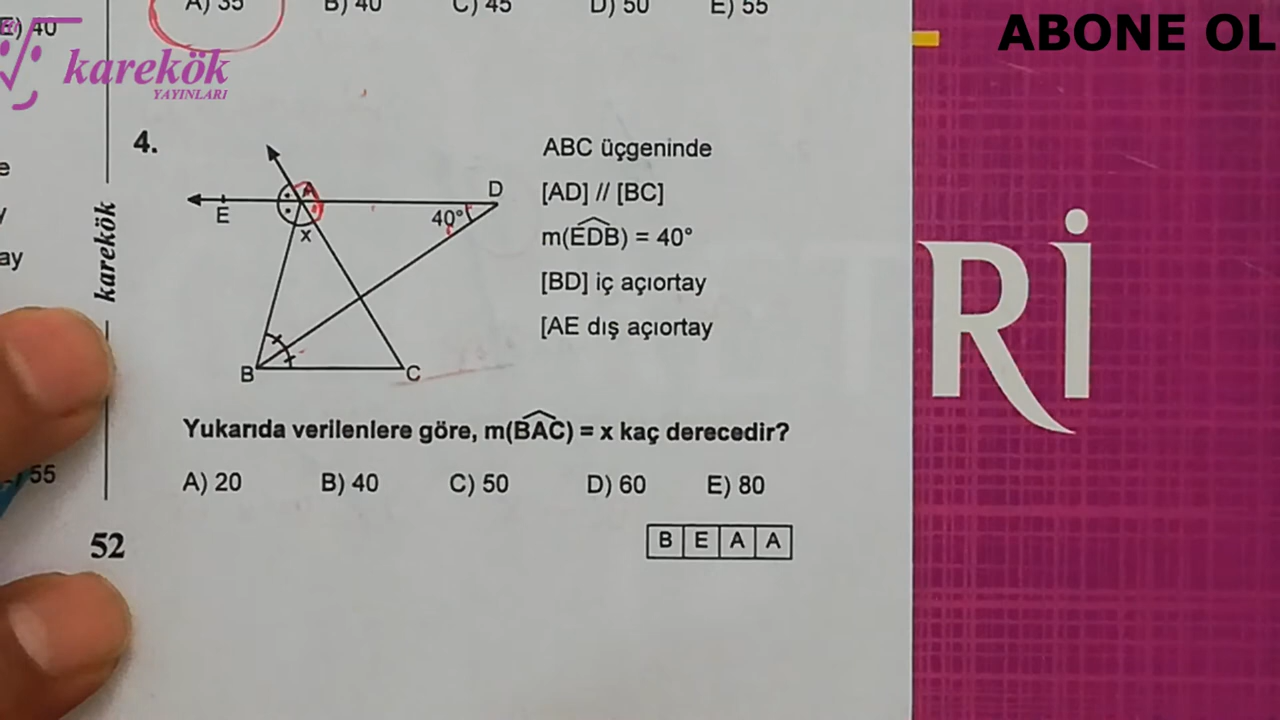 A) 35 B) 40 C) 45 D) 50 E) 55
ABONE OL
E) 40
karekök
YAYINLARI
4.
ABC üçgeninde
[AD] // [BC]
m(EDB) = 40°
[BD] iç açıortay
[AE dış açıortay
E
A
D
40°
x
B
C
e
y
ay
karekök
Rİ
Yukarıda verilenlere göre, m(BAC) = x kaç derecedir?
A) 20 B) 40 C) 50 D) 60 E) 80
55
52
B E A A